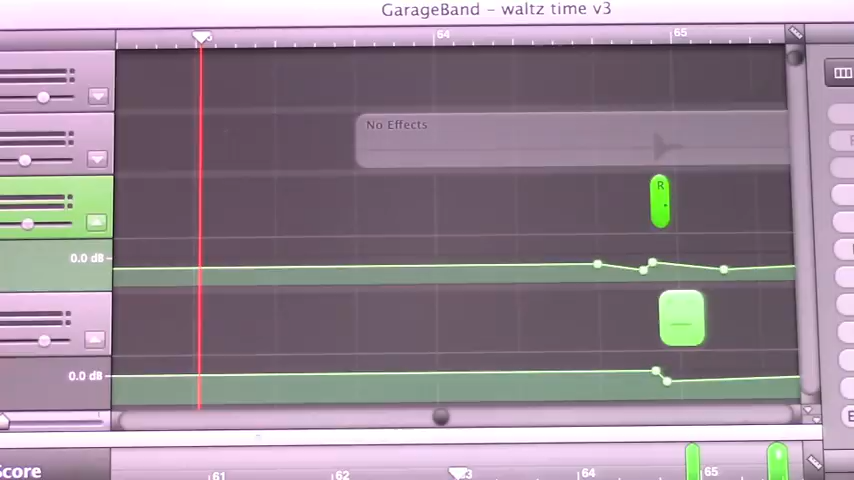 GarageBand – waltz time v3
64
65
No Effects
R
0.0 dB
0.0 dB
Score
61
62
64
65